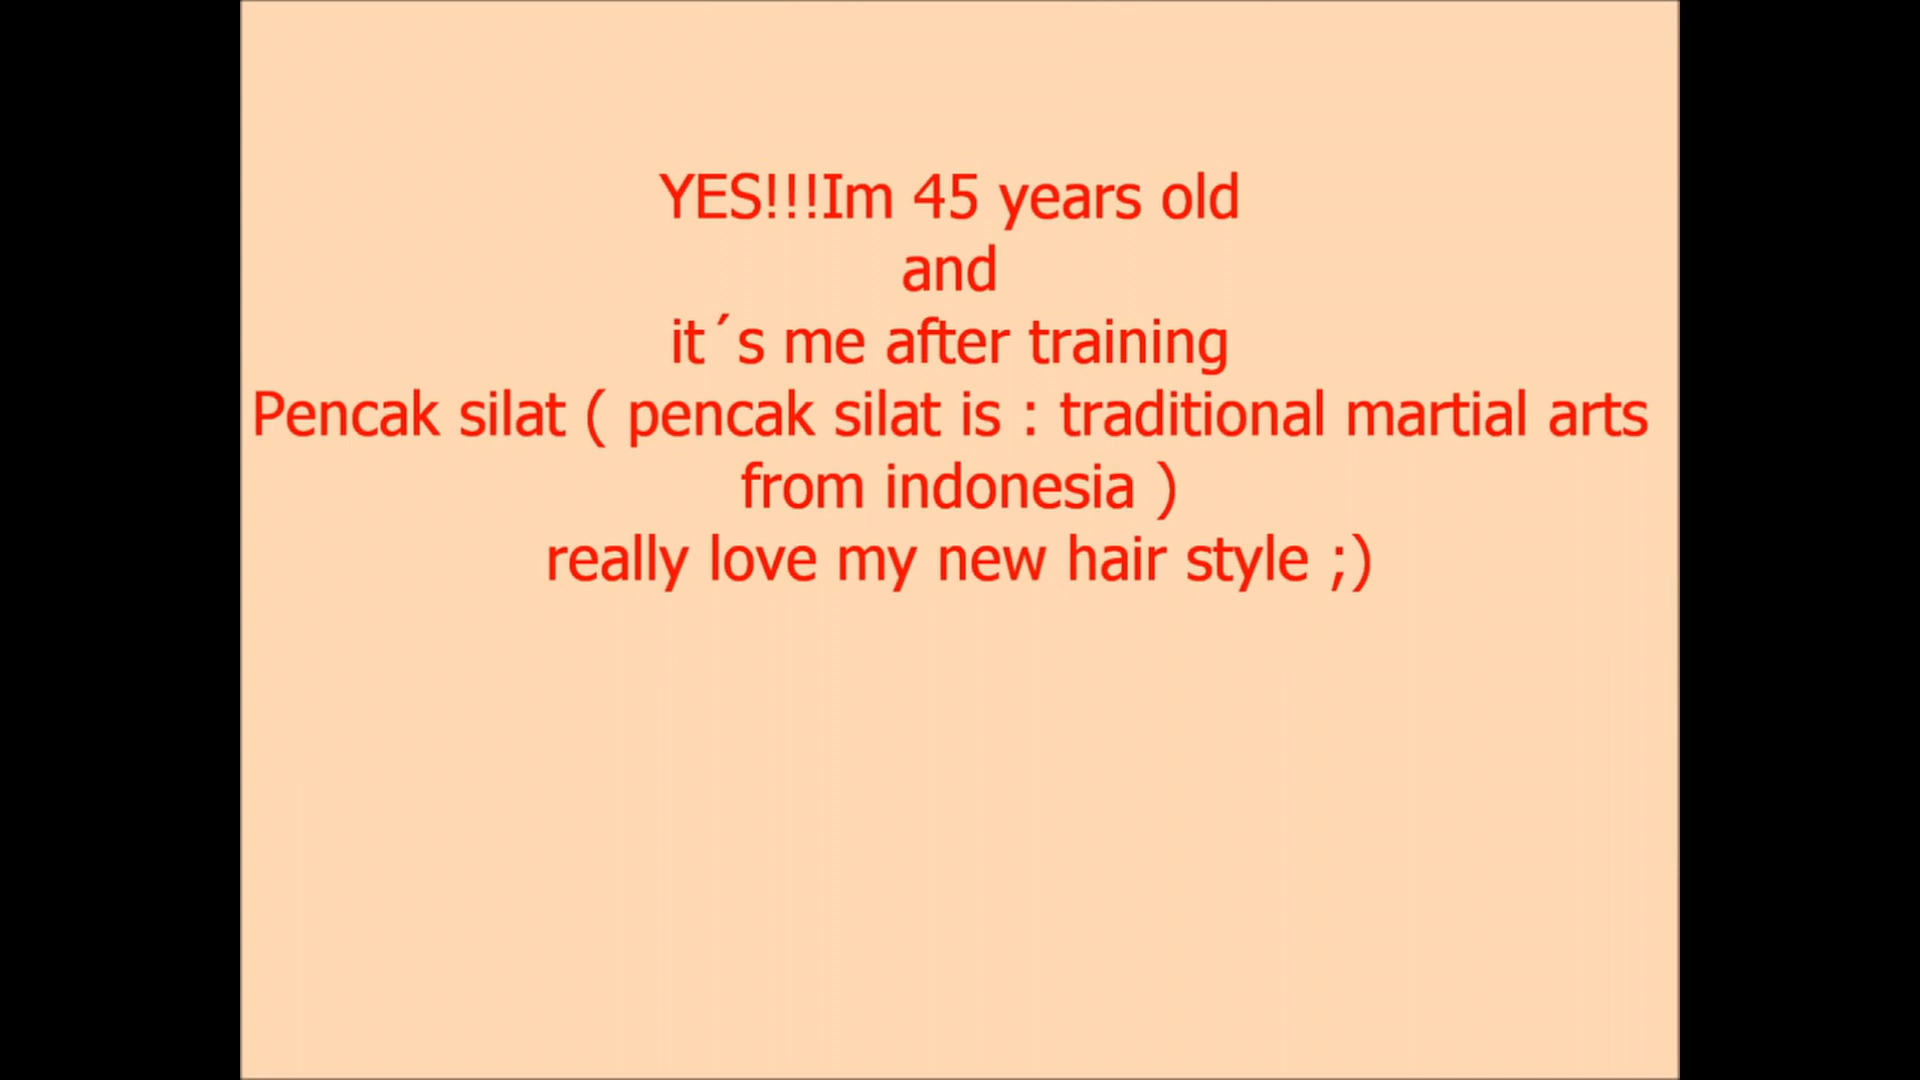 YES!!!Im 45 years old
and
it´s me after training
Pencak silat ( pencak silat is : traditional martial arts
from indonesia )
really love my new hair style ;)